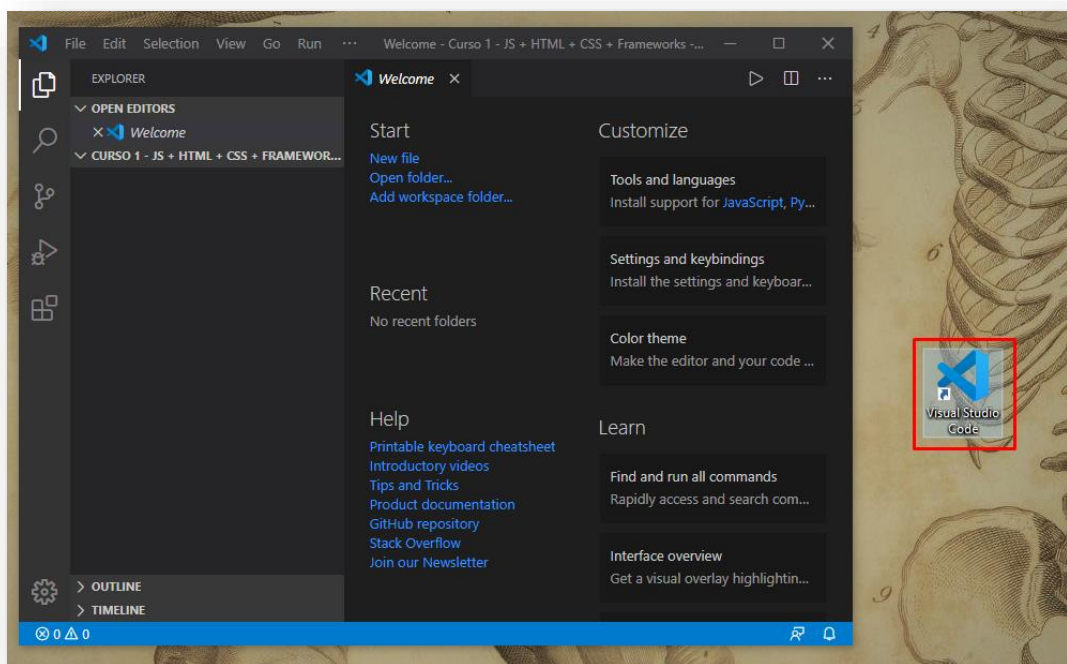 File Edit Selection View Go Run ··· Welcome - Curso 1 - JS + HTML + CSS + Frameworks -...
EXPLORER
OPEN EDITORS
Welcome
CURSO 1 - JS + HTML + CSS + FRAMEWOR...
OUTLINE
TIMELINE
Welcome
Start
New file
Open folder...
Add workspace folder...
Recent
No recent folders
Help
Printable keyboard cheatsheet
Introductory videos
Tips and Tricks
Product documentation
GitHub repository
Stack Overflow
Join our Newsletter
Customize
Tools and languages
Install support for JavaScript, Py...
Settings and keybindings
Install the settings and keyboar...
Color theme
Make the editor and your code ...
Learn
Find and run all commands
Rapidly access and search com...
Interface overview
Get a visual overlay highlightin...
0 0
4
6
9
Visual Studio
Code